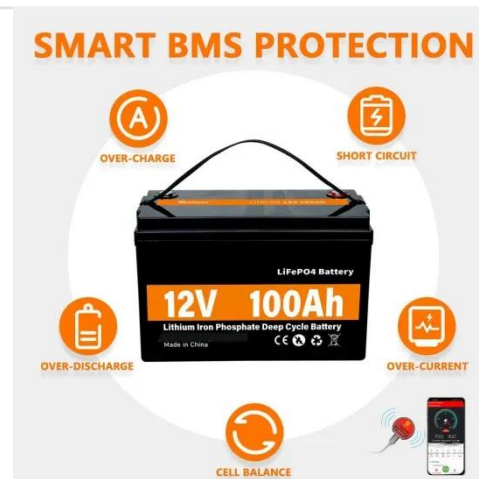 SMART BMS PROTECTION
OVER-CHARGE
SHORT CIRCUIT
LiFePO4 Battery
12V 100Ah
Lithium Iron Phosphate Deep Cycle Battery
Made in China
CE
OVER-DISCHARGE
OVER-CURRENT
CELL BALANCE